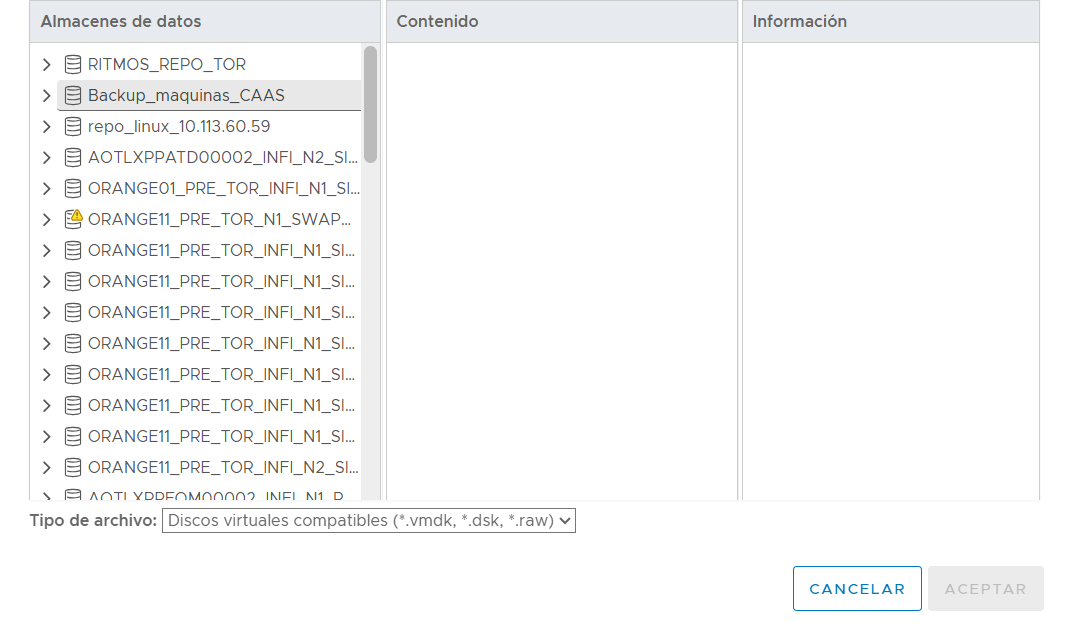 Almacenes de datos
Contenido
Información
RITMOS_REPO_TOR
Backup_maquinas_CAAS
repo_linux_10.113.60.59
AOTLXPPATD00002_INFI_N2_SI...
ORANGE01_PRE_TOR_INFI_N1_SI...
ORANGE11_PRE_TOR_N1_SWAP...
ORANGE11_PRE_TOR_INFI_N1_SI...
ORANGE11_PRE_TOR_INFI_N1_SI...
ORANGE11_PRE_TOR_INFI_N1_SI...
ORANGE11_PRE_TOR_INFI_N1_SI...
ORANGE11_PRE_TOR_INFI_N1_SI...
ORANGE11_PRE_TOR_INFI_N1_SI...
ORANGE11_PRE_TOR_INFI_N1_SI...
ORANGE11_PRE_TOR_INFI_N2_SI...
Tipo de archivo: Discos virtuales compatibles (*.vmdk, *.dsk, *.raw)
CANCELAR
ACEPTAR